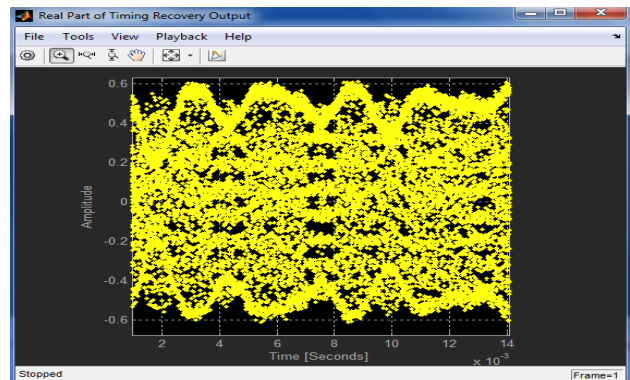 Real Part of Timing Recovery Output
File Tools View Playback Help
0.6
0.4
0.2
0
-0.2
-0.4
-0.6
Amplitude
2 4 6 8 10 12 14
Time [Seconds]
x 10^-3
Stopped
Frame=1